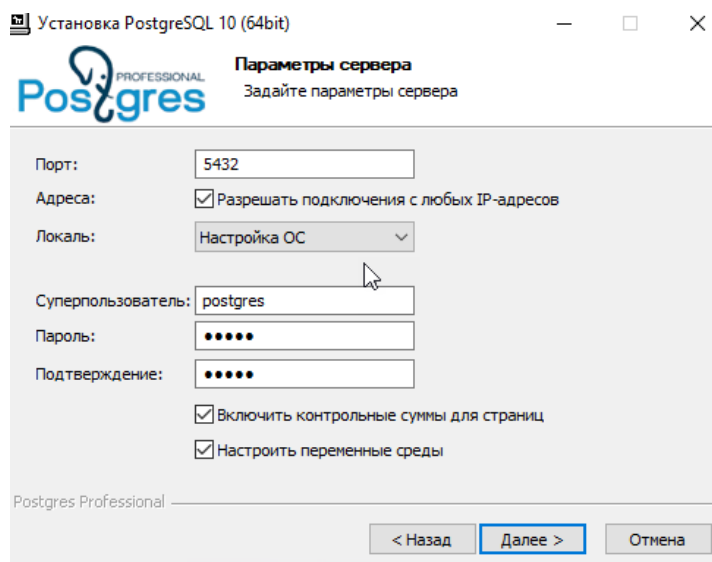 Установка PostgreSQL 10 (64bit)
PROFESSIONAL
Postgres
Параметры сервера
Задайте параметры сервера
Порт: 5432
Адреса: Разрешать подключения с любых IP-адресов
Локаль: Настройка ОС
Суперпользователь: postgres
Пароль: •••••
Подтверждение: •••••
Включить контрольные суммы для страниц
Настроить переменные среды
Postgres Professional
< Назад Далее > Отмена